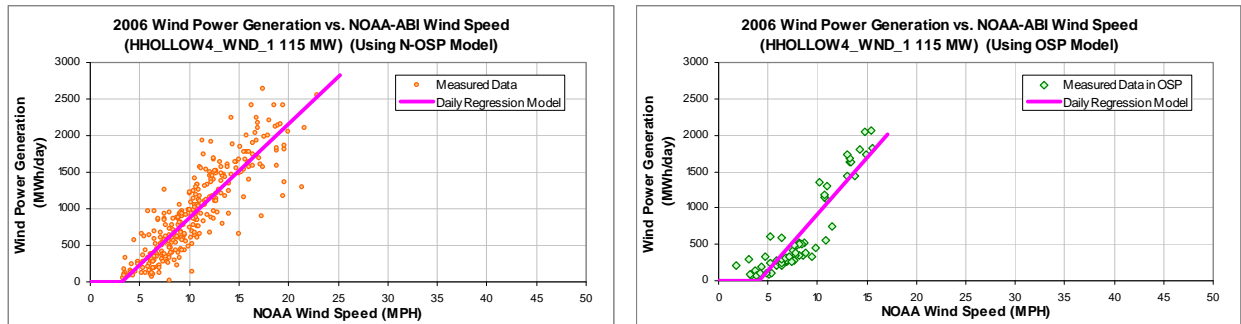 2006 Wind Power Generation vs. NOAA-ABI Wind Speed
(HHOLLOW4_WND_1 115 MW) (Using N-OSP Model)
3000
2500
2000
1500
1000
500
0
Wind Power Generation
(MWh/day)
Measured Data
Daily Regression Model
0 5 10 15 20 25 30 35 40 45 50
NOAA Wind Speed (MPH)
2006 Wind Power Generation vs. NOAA-ABI Wind Speed
(HHOLLOW4_WND_1 115 MW) (Using OSP Model)
3000
2500
2000
1500
1000
500
0
Wind Power Generation
(MWh/day)
Measured Data in OSP
Daily Regression Model
0 5 10 15 20 25 30 35 40 45 50
NOAA Wind Speed (MPH)